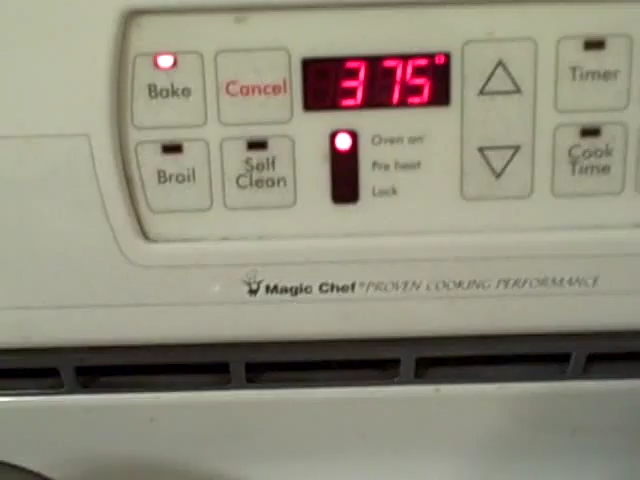 Bake
Cancel
375°
Timer
Oven on
Pre heat
Lock
Broil
Self
Clean
Cook
Time
Magic Chef® PROVEN COOKING PERFORMANCE